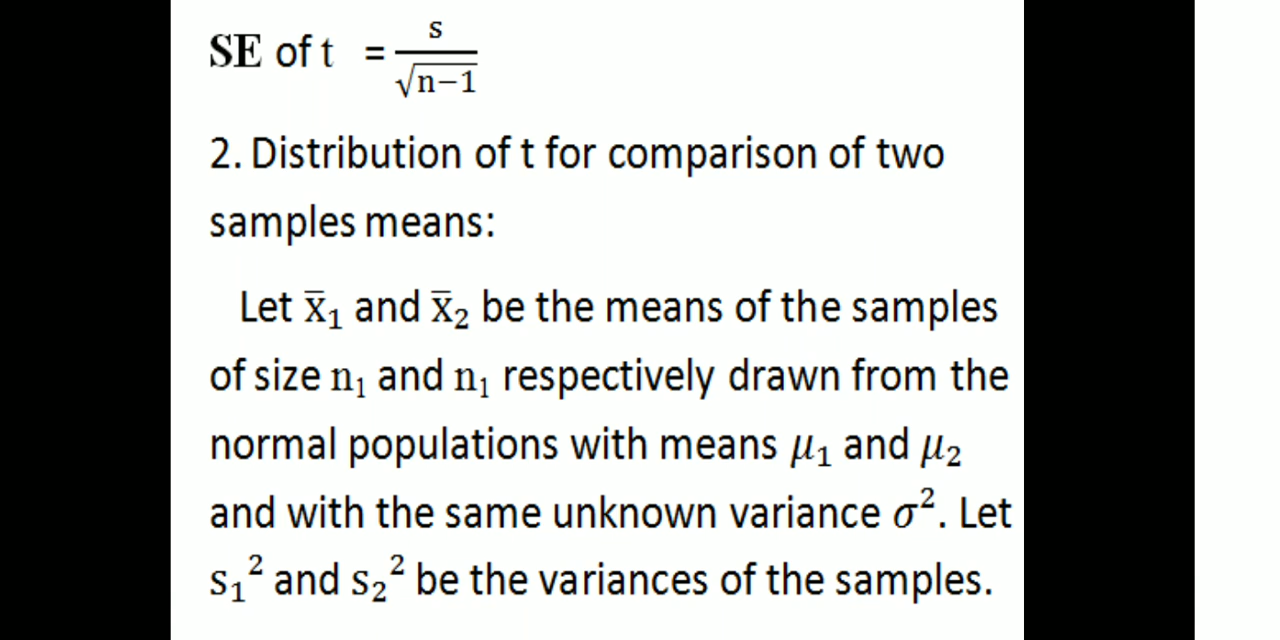 SE of t = s/√n−1
2. Distribution of t for comparison of two
samples means:
Let x̅₁ and x̅₂ be the means of the samples
of size n₁ and n₁ respectively drawn from the
normal populations with means μ₁ and μ₂
and with the same unknown variance σ². Let
s₁² and s₂² be the variances of the samples.